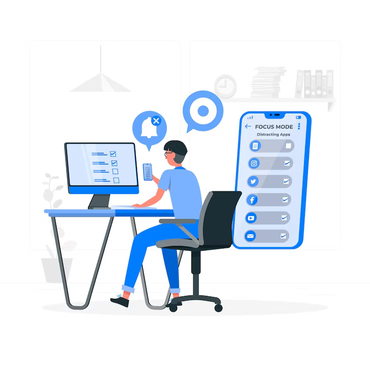 FOCUS MODE
Distracting Apps